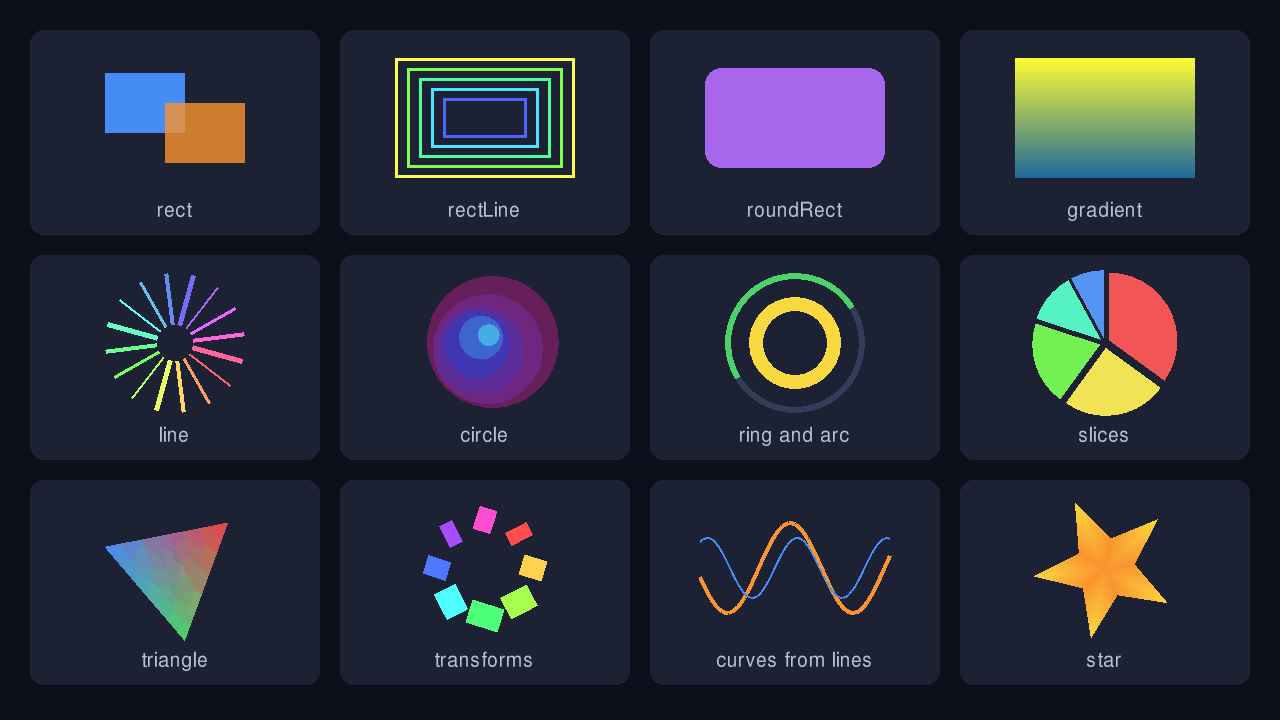 rect
rectLine
roundRect
gradient
line
circle
ring and arc
slices
triangle
transforms
curves from lines
star